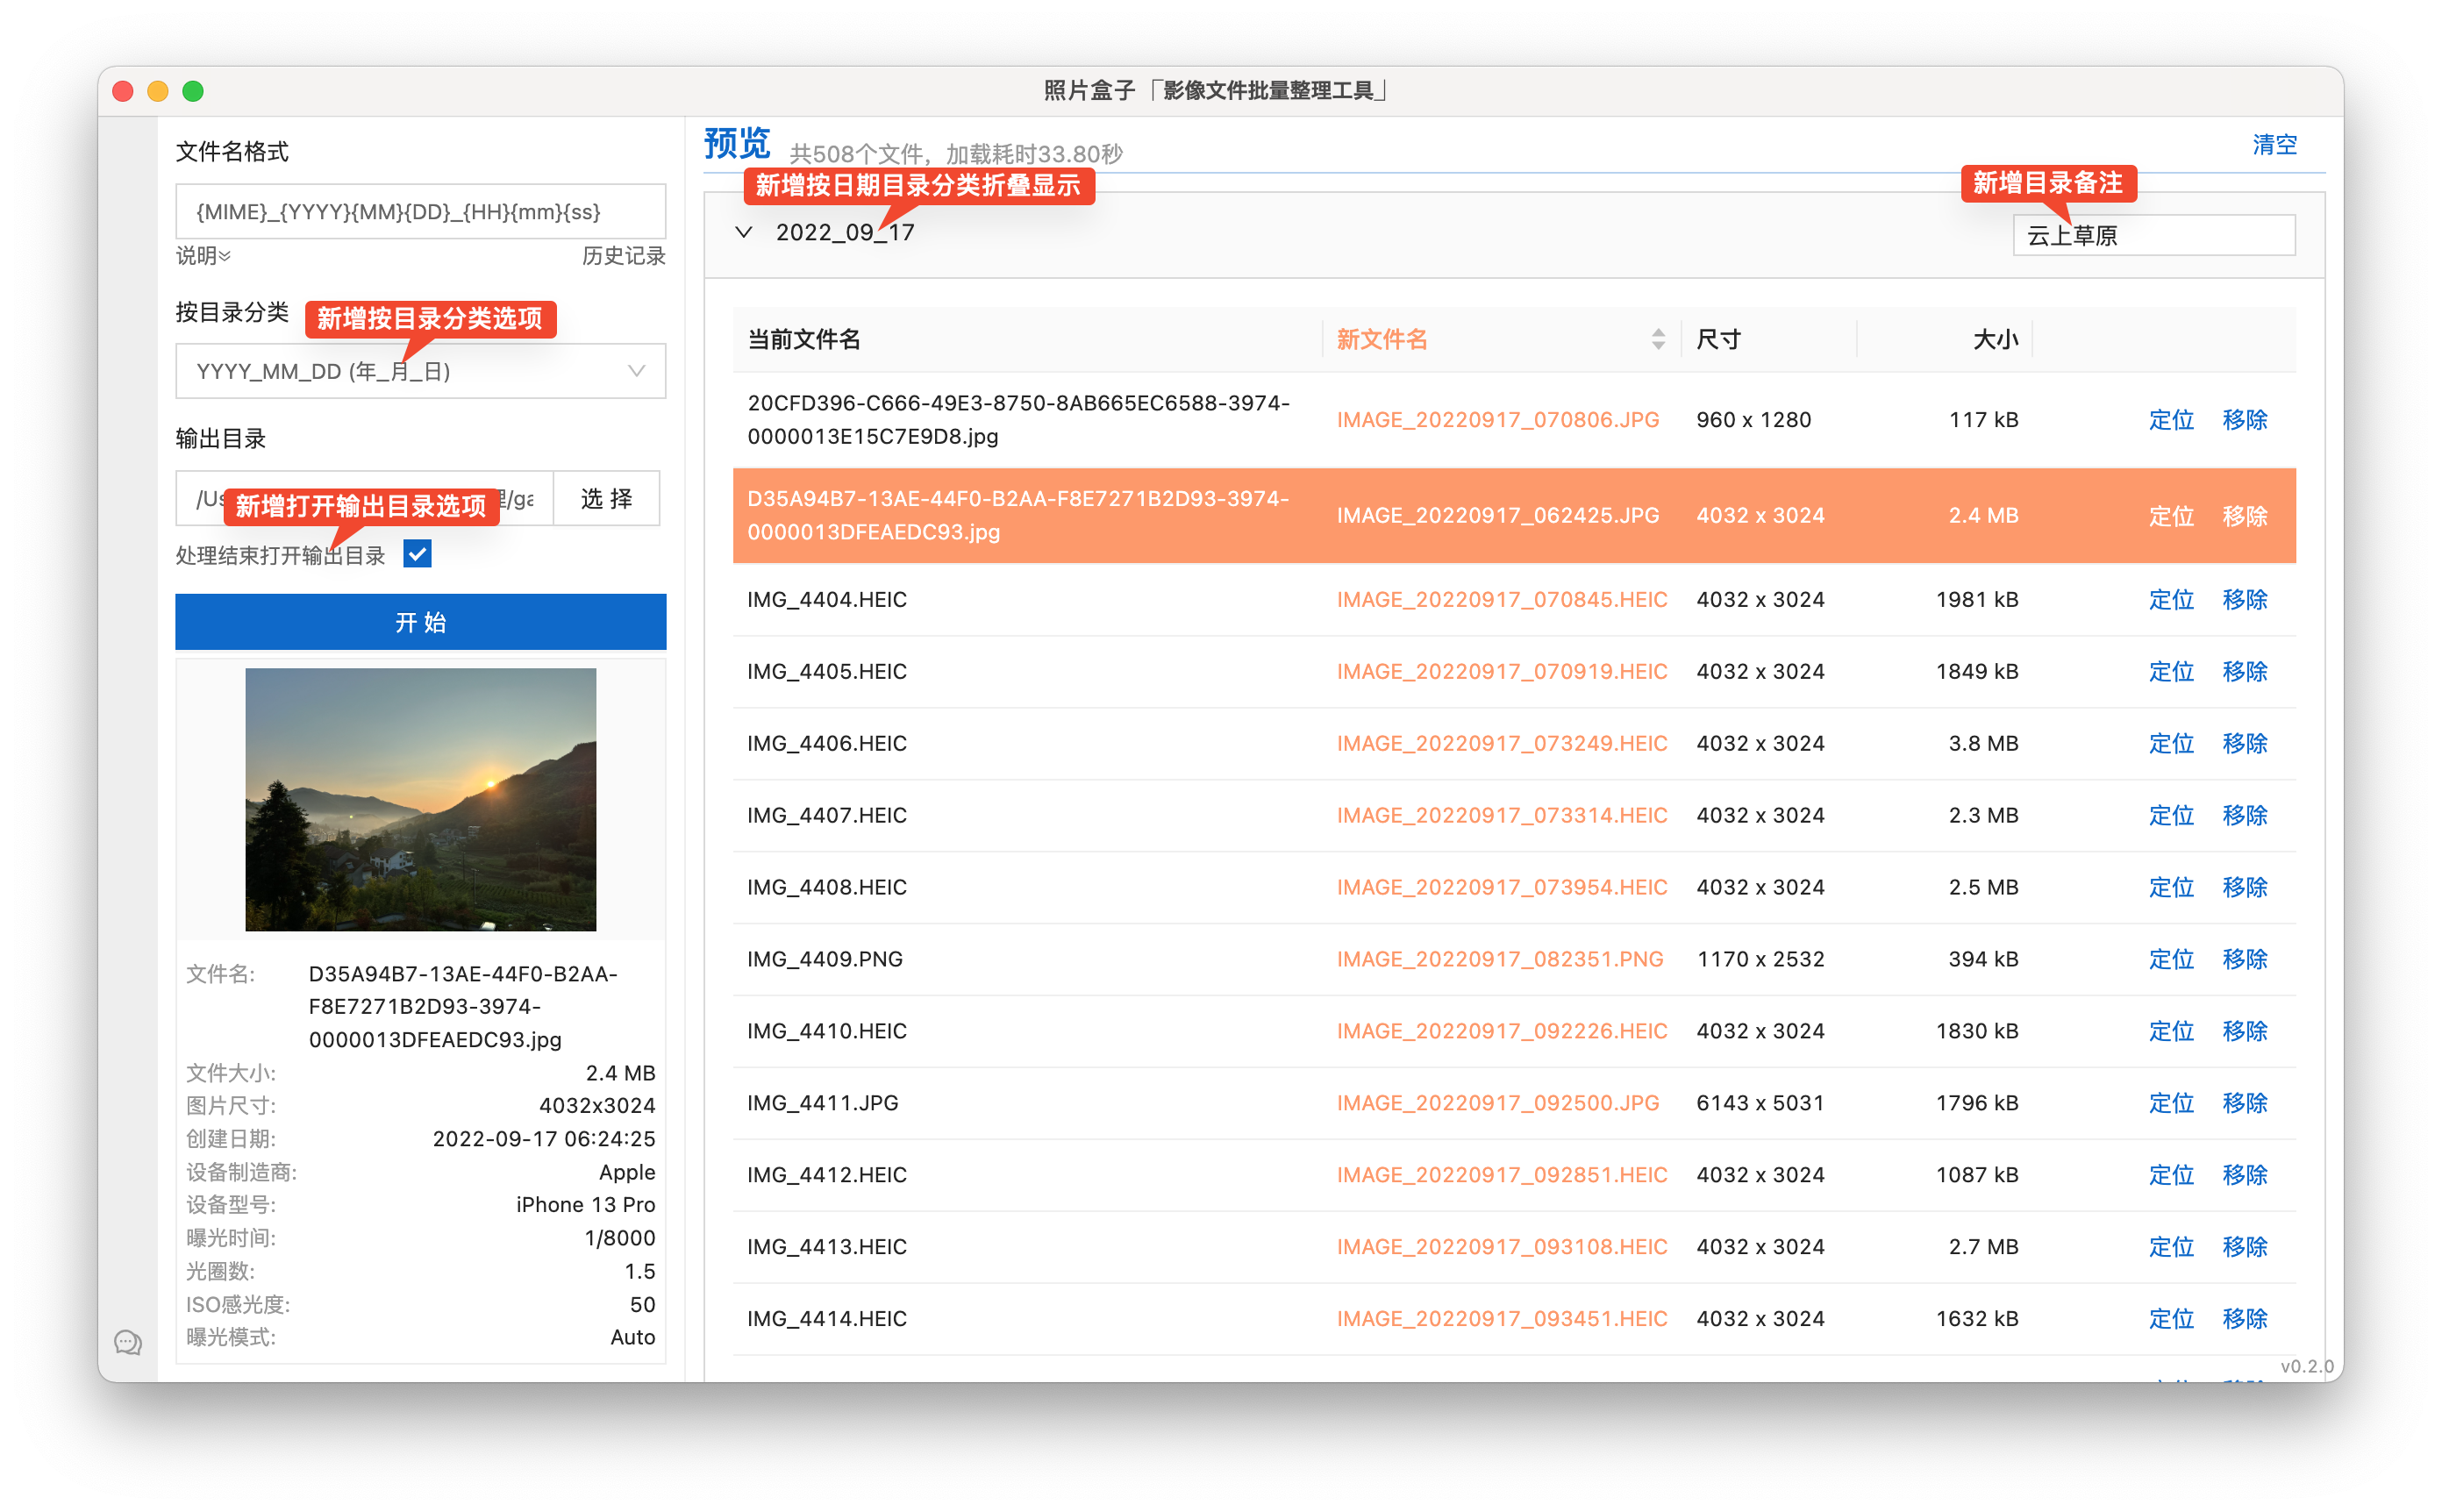 照片盒子「影像文件批量整理工具」
文件名格式
{MIME}_{YYYY}{MM}{DD}_{HH}{mm}{ss}
说明
历史记录
按目录分类
新增按目录分类选项
YYYY_MM_DD (年_月_日)
输出目录
/Us
/ga
选 择
新增打开输出目录选项
处理结束打开输出目录
开 始
文件名:
D35A94B7-13AE-44F0-B2AA-
F8E7271B2D93-3974-
0000013DFEAEDC93.jpg
文件大小: 2.4 MB
图片尺寸: 4032x3024
创建日期: 2022-09-17 06:24:25
设备制造商: Apple
设备型号: iPhone 13 Pro
曝光时间: 1/8000
光圈数: 1.5
ISO感光度: 50
曝光模式: Auto
预览 共508个文件，加载耗时33.80秒
清空
新增按日期目录分类折叠显示
新增目录备注
2022_09_17
云上草原
当前文件名 新文件名 尺寸 大小
20CFD396-C666-49E3-8750-8AB665EC6588-3974-
0000013E15C7E9D8.jpg
IMAGE_20220917_070806.JPG 960 x 1280 117 kB 定位 移除
D35A94B7-13AE-44F0-B2AA-F8E7271B2D93-3974-
0000013DFEAEDC93.jpg
IMAGE_20220917_062425.JPG 4032 x 3024 2.4 MB 定位 移除
IMG_4404.HEIC IMAGE_20220917_070845.HEIC 4032 x 3024 1981 kB 定位 移除
IMG_4405.HEIC IMAGE_20220917_070919.HEIC 4032 x 3024 1849 kB 定位 移除
IMG_4406.HEIC IMAGE_20220917_073249.HEIC 4032 x 3024 3.8 MB 定位 移除
IMG_4407.HEIC IMAGE_20220917_073314.HEIC 4032 x 3024 2.3 MB 定位 移除
IMG_4408.HEIC IMAGE_20220917_073954.HEIC 4032 x 3024 2.5 MB 定位 移除
IMG_4409.PNG IMAGE_20220917_082351.PNG 1170 x 2532 394 kB 定位 移除
IMG_4410.HEIC IMAGE_20220917_092226.HEIC 4032 x 3024 1830 kB 定位 移除
IMG_4411.JPG IMAGE_20220917_092500.JPG 6143 x 5031 1796 kB 定位 移除
IMG_4412.HEIC IMAGE_20220917_092851.HEIC 4032 x 3024 1087 kB 定位 移除
IMG_4413.HEIC IMAGE_20220917_093108.HEIC 4032 x 3024 2.7 MB 定位 移除
IMG_4414.HEIC IMAGE_20220917_093451.HEIC 4032 x 3024 1632 kB 定位 移除
v0.2.0